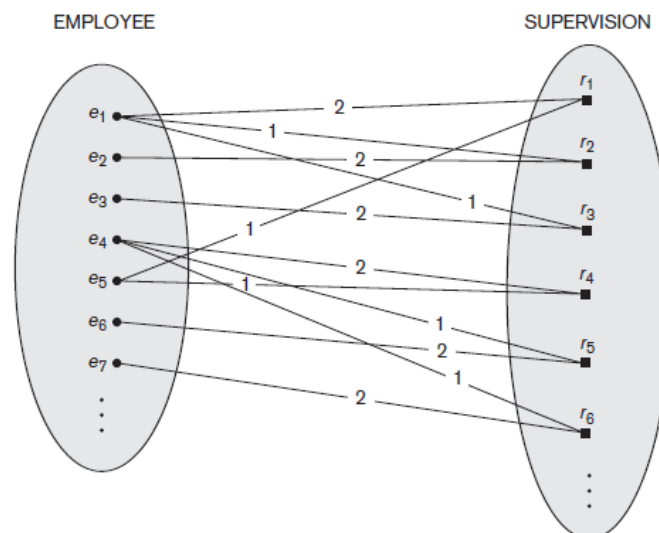 EMPLOYEE SUPERVISION
e1 2 r1
1
e2 2 r2
e3 2 1 r3
e4 1 2 r4
e5 1
e6 1 r5
2
e7 1
2 r6